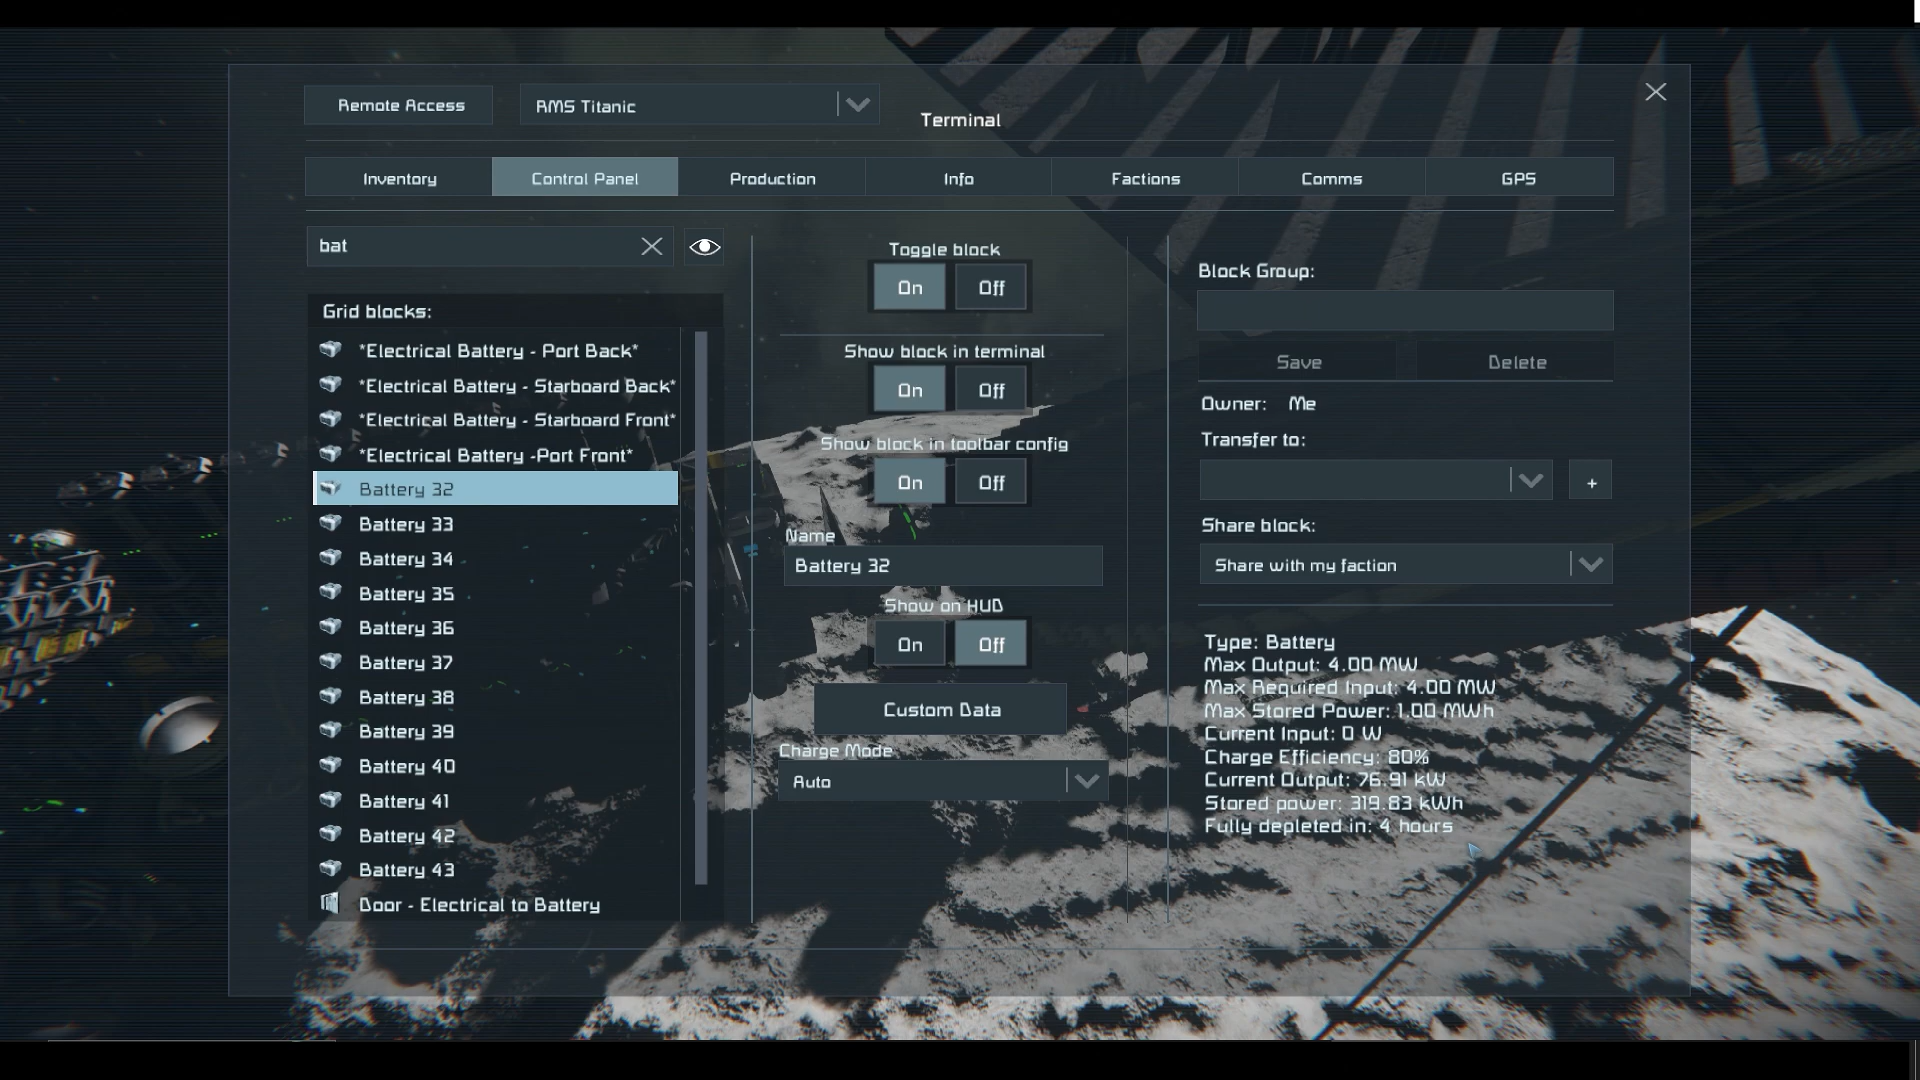 Remote Access
RMS Titanic
Terminal
Inventory
Control Panel
Production
Info
Factions
Comms
GPS
bat
Grid blocks:
*Electrical Battery - Port Back*
*Electrical Battery - Starboard Back*
*Electrical Battery - Starboard Front*
*Electrical Battery -Port Front*
Battery 32
Battery 33
Battery 34
Battery 35
Battery 36
Battery 37
Battery 38
Battery 39
Battery 40
Battery 41
Battery 42
Battery 43
Door - Electrical to Battery
Toggle block
On
Off
Show block in terminal
On
Off
Show block in toolbar config
On
Off
Name
Battery 32
Show on HUD
On
Off
Custom Data
Charge Mode
Auto
Block Group:
Save
Delete
Owner: Me
Transfer to:
+
Share block:
Share with my faction
Type: Battery
Max Output: 4.00 MW
Max Required Input: 4.00 MW
Max Stored Power: 1.00 MWh
Current Input: 0 W
Charge Efficiency: 80%
Current Output: 76.91 kW
Stored power: 319.83 kWh
Fully depleted in: 4 hours